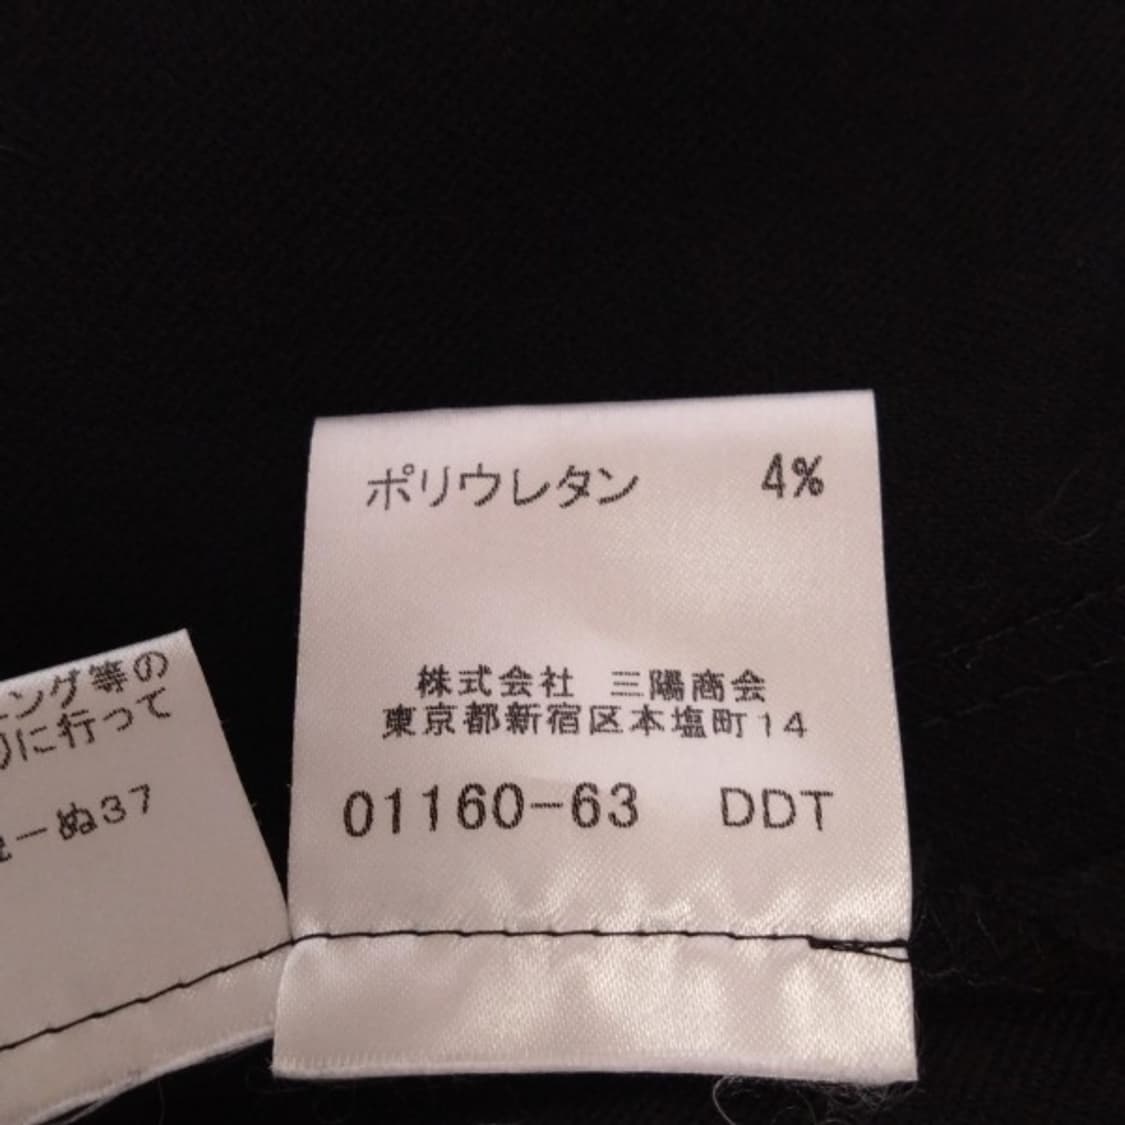 ポリウレタン 4%
株式会社 三陽商会
東京都新宿区本塩町14
01160-63 DDT
ング等の
に行って
ーぬ37